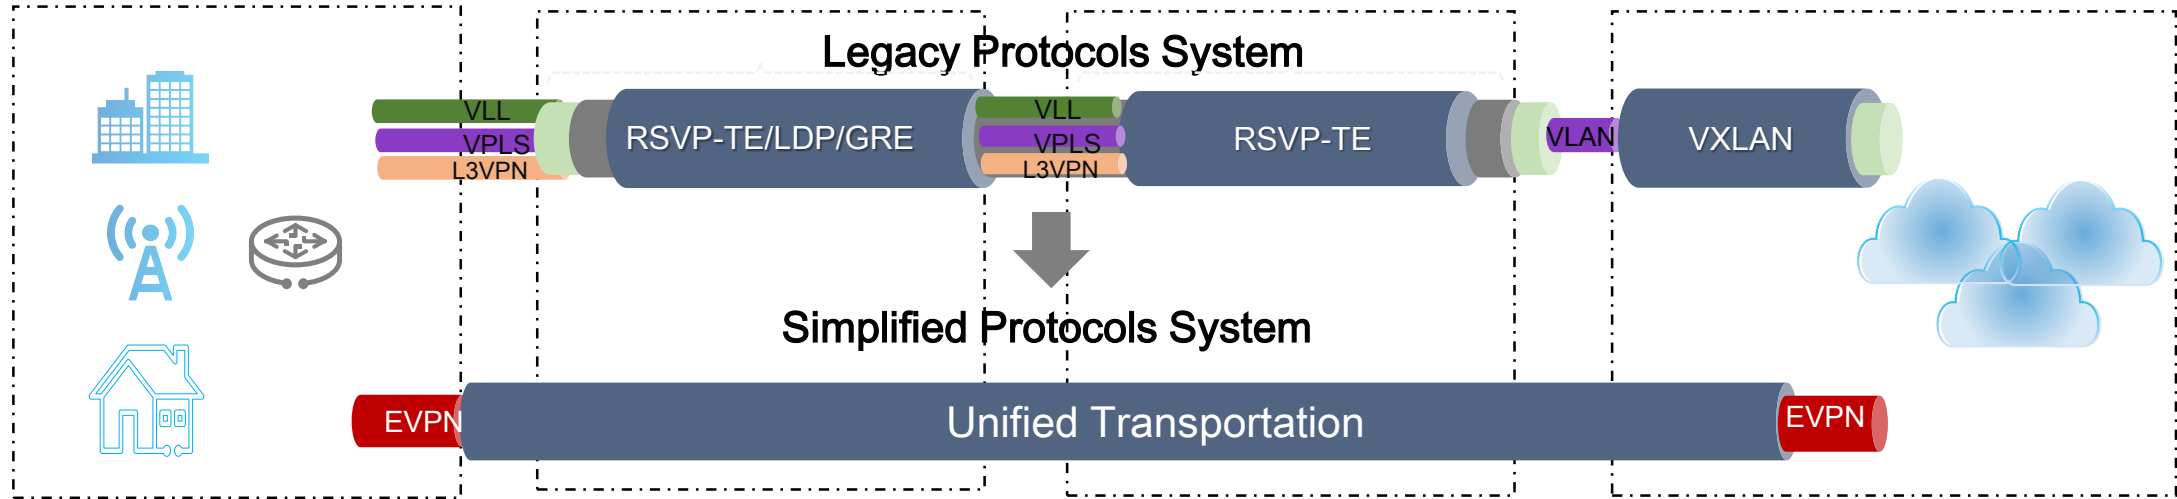 Legacy Protocols System
VLL
VPLS
L3VPN
RSVP-TE/LDP/GRE
VLL
VPLS
L3VPN
RSVP-TE
VLAN
VXLAN
Simplified Protocols System
EVPN
Unified Transportation
EVPN